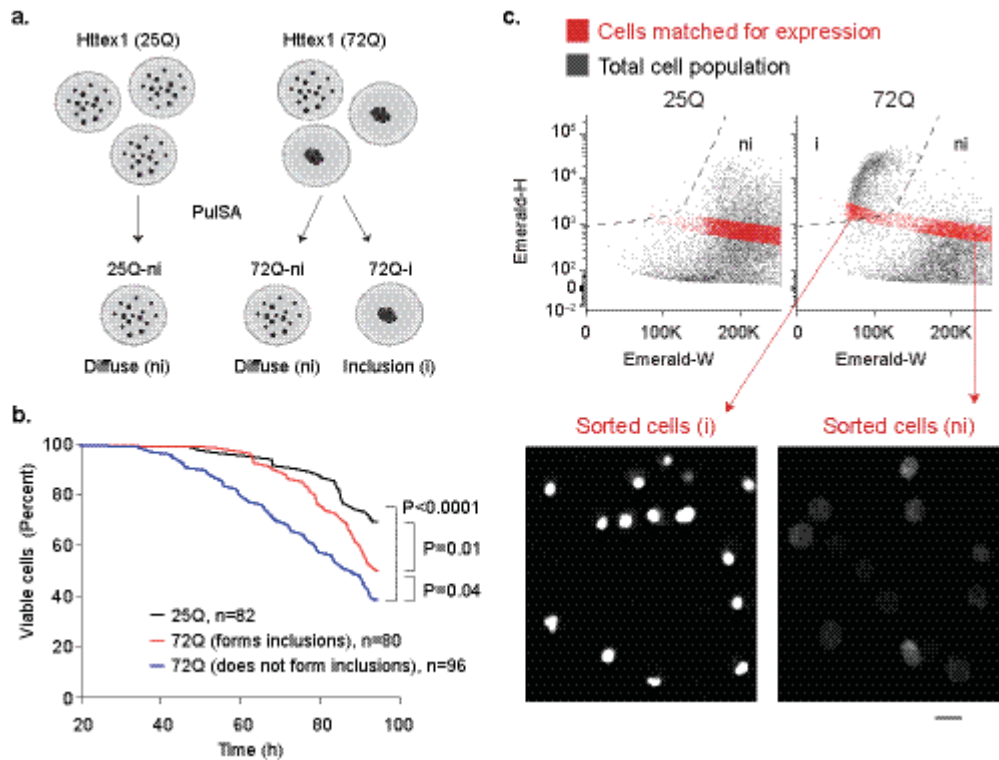 a.
Httex1 (25Q)
Httex1 (72Q)
PulSA
25Q-ni
72Q-ni
72Q-i
Diffuse (ni)
Diffuse (ni)
Inclusion (i)
b.
Viable cells (Percent)
100
80
60
40
20
0
20
40
60
80
100
Time (h)
P<0.0001
P=0.01
P=0.04
25Q, n=82
72Q (forms inclusions), n=80
72Q (does not form inclusions), n=96
c.
Cells matched for expression
Total cell population
25Q
72Q
ni
i
ni
Emerald-H
10⁵
10⁴
10³
10²
0
10⁻²
0
100K
200K
0
100K
200K
Emerald-W
Emerald-W
Sorted cells (i)
Sorted cells (ni)